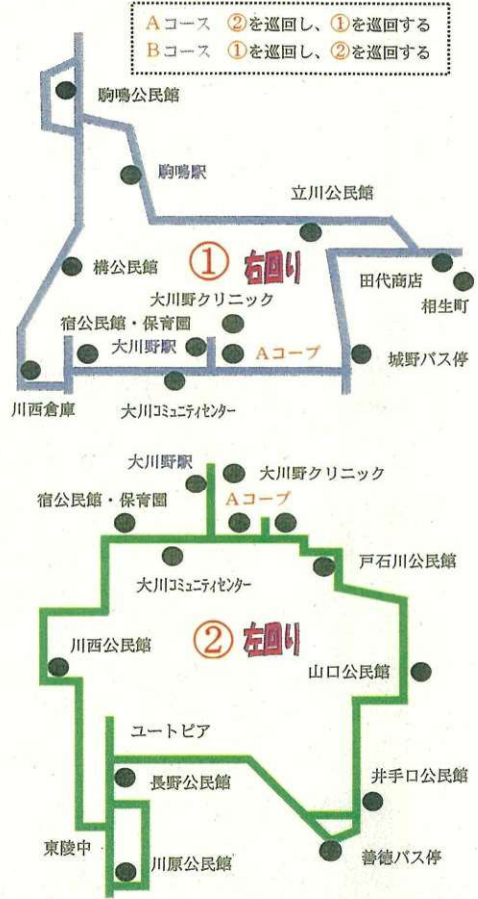 Aコース ②を巡回し、①を巡回する
Bコース ①を巡回し、②を巡回する
駒鳴公民館
駒鳴駅
立川公民館
構公民館
① 右回り
田代商店
相生町
大川野クリニック
宿公民館・保育園
大川野駅
Aコープ
城野バス停
川西倉庫
大川コミュニティセンター
大川野駅
大川野クリニック
宿公民館・保育園
Aコープ
戸石川公民館
大川コミュニティセンター
② 左回り
川西公民館
山口公民館
ユートピア
長野公民館
井手口公民館
東陵中
川原公民館
善徳バス停